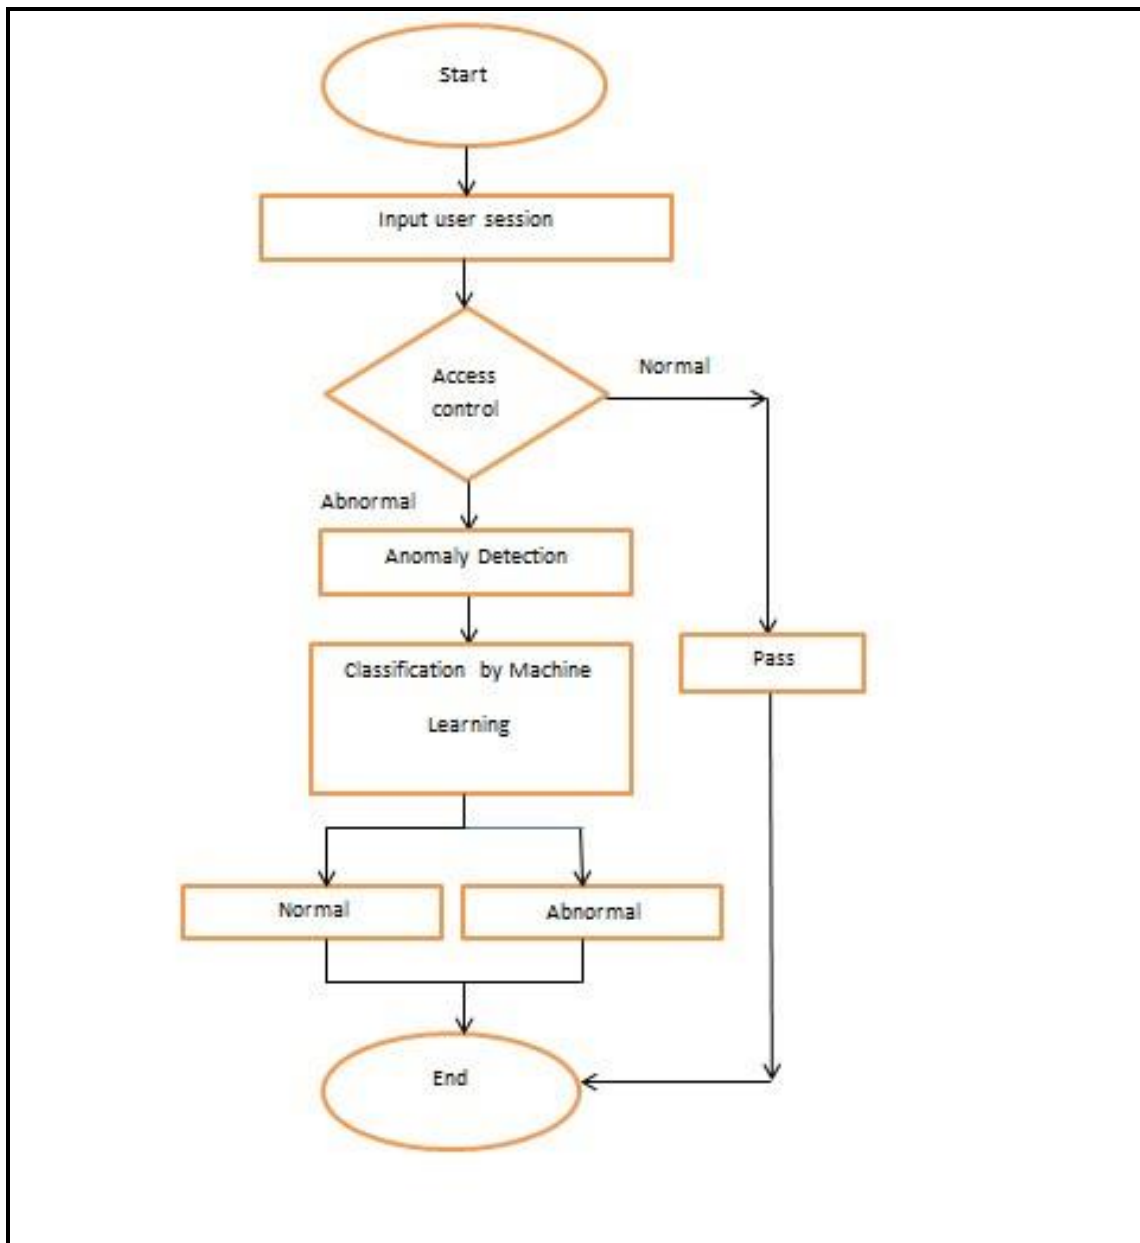 Start
Input user session
Access
control
Normal
Abnormal
Anomaly Detection
Classification by Machine
Learning
Pass
Normal
Abnormal
End